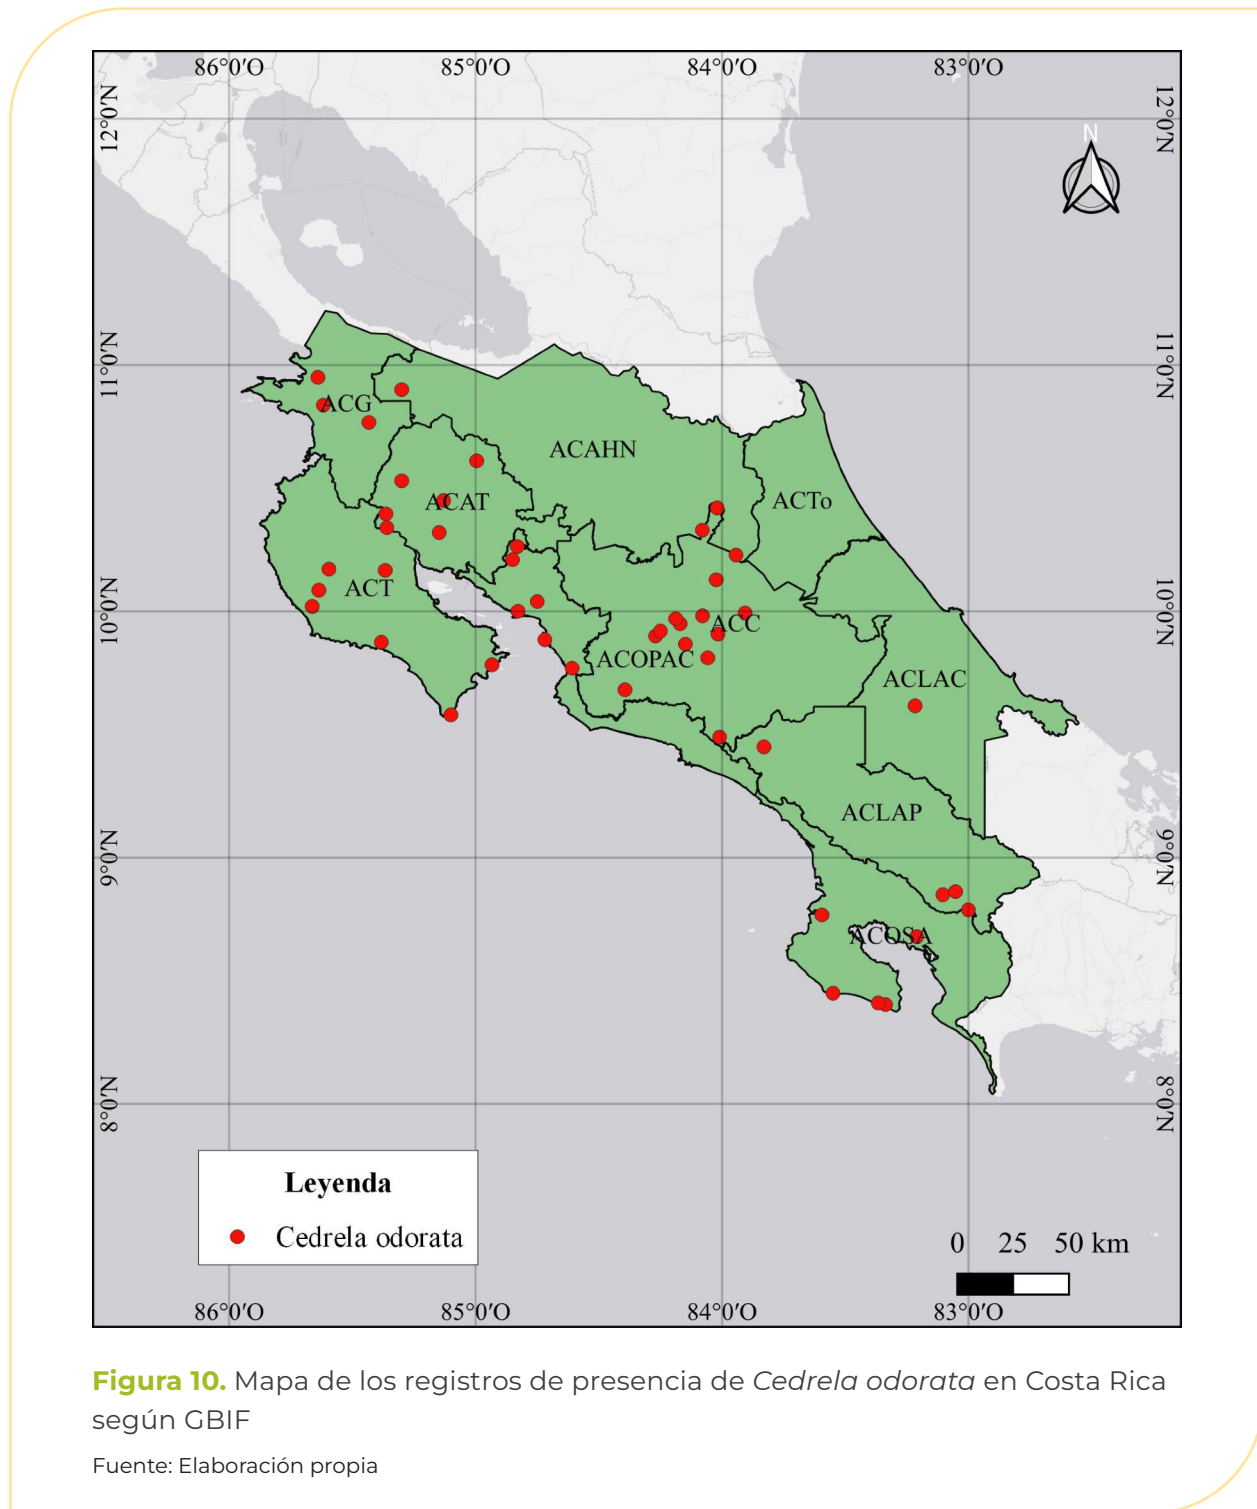 86°0′O 85°0′O 84°0′O 83°0′O
12°0′N
12°0′N
N
11°0′N
11°0′N
ACG
ACAHN
ACAT
ACTo
ACT
10°0′N
10°0′N
ACC
ACOPAC
ACLAC
ACLAP
9°0′N
9°0′N
ACOSA
8°0′N
8°0′N
Leyenda
Cedrela odorata
0 25 50 km
86°0′O 85°0′O 84°0′O 83°0′O
Figura 10. Mapa de los registros de presencia de Cedrela odorata en Costa Rica
según GBIF
Fuente: Elaboración propia